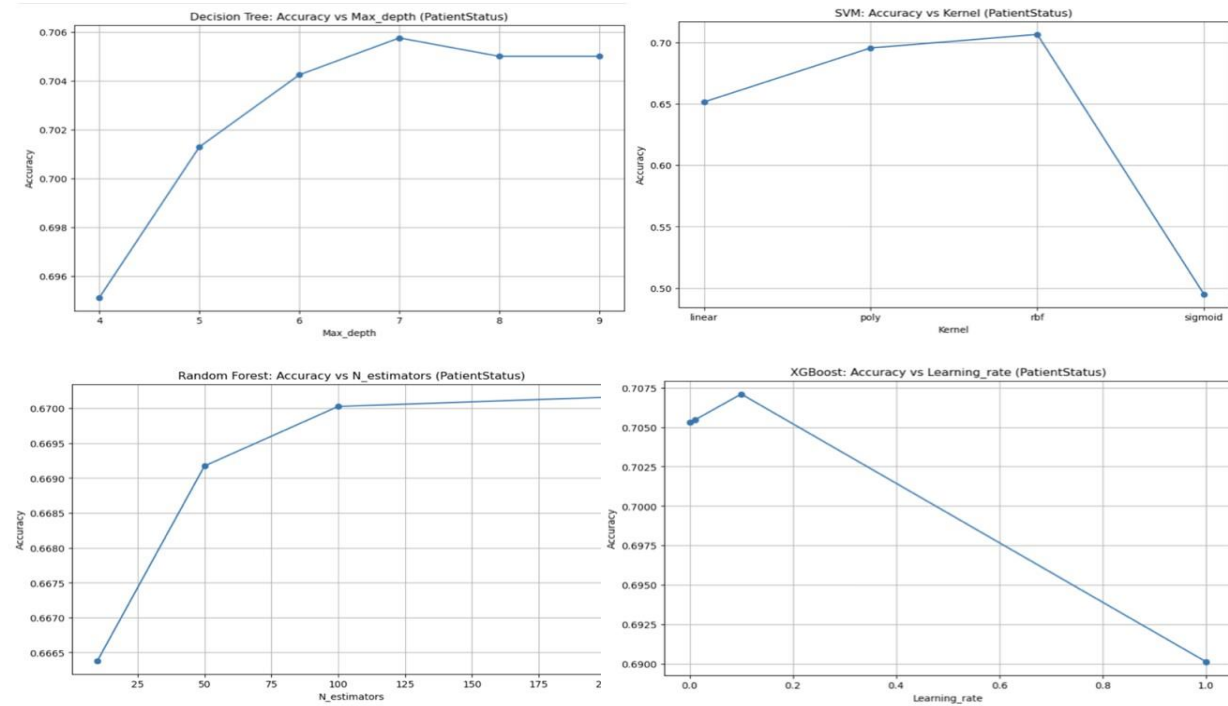 Decision Tree: Accuracy vs Max_depth (PatientStatus)
0.706
0.704
0.702
0.700
0.698
0.696
Accuracy
4 5 6 7 8 9
Max_depth
SVM: Accuracy vs Kernel (PatientStatus)
0.70
0.65
0.60
0.55
0.50
Accuracy
linear poly rbf sigmoid
Kernel
Random Forest: Accuracy vs N_estimators (PatientStatus)
0.6700
0.6695
0.6690
0.6685
0.6680
0.6675
0.6670
0.6665
Accuracy
25 50 75 100 125 150 175 2
N_estimators
XGBoost: Accuracy vs Learning_rate (PatientStatus)
0.7075
0.7050
0.7025
0.7000
0.6975
0.6950
0.6925
0.6900
Accuracy
0.0 0.2 0.4 0.6 0.8 1.0
Learning_rate